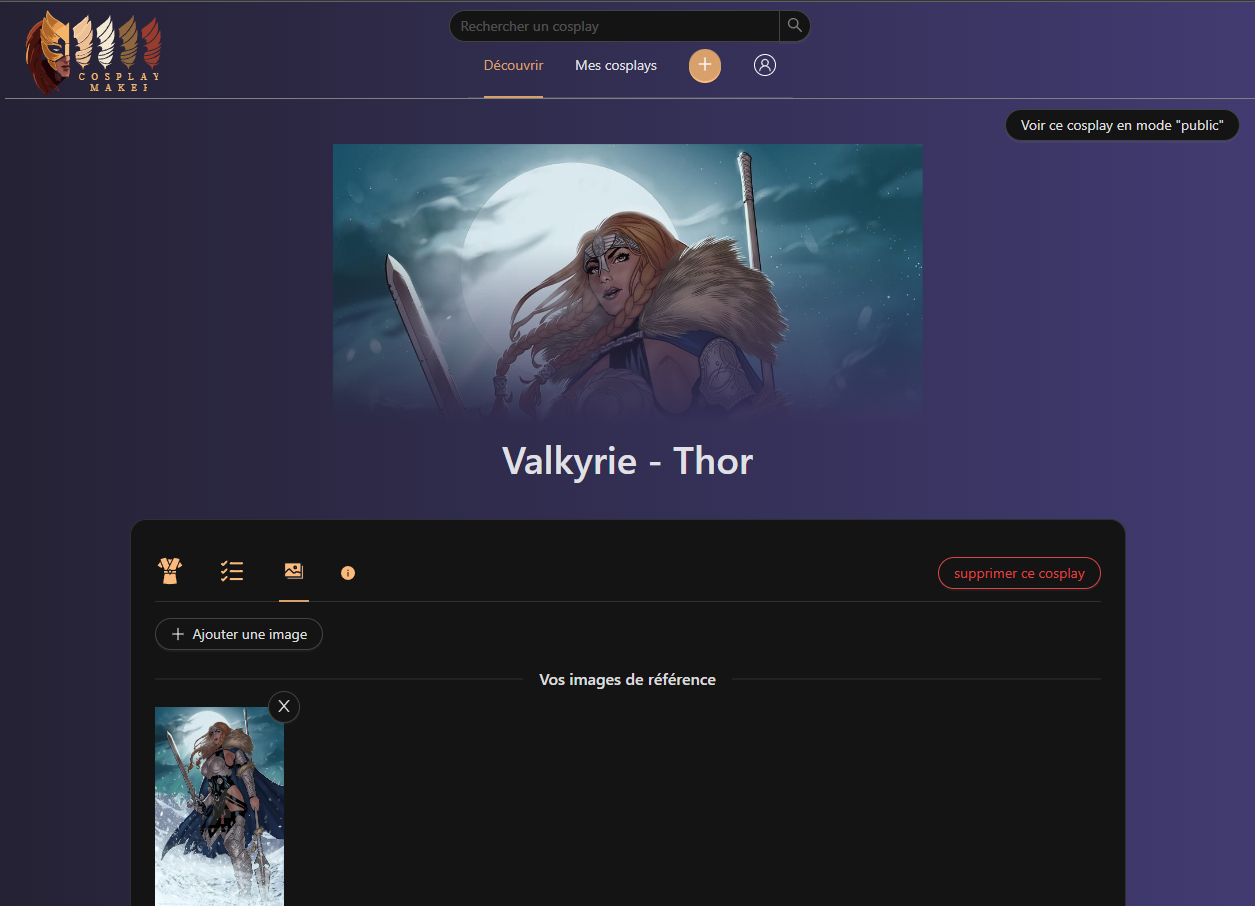 Rechercher un cosplay
COSPLAY
MAKER
Découvrir Mes cosplays
Voir ce cosplay en mode "public"
Valkyrie - Thor
supprimer ce cosplay
Ajouter une image
Vos images de référence